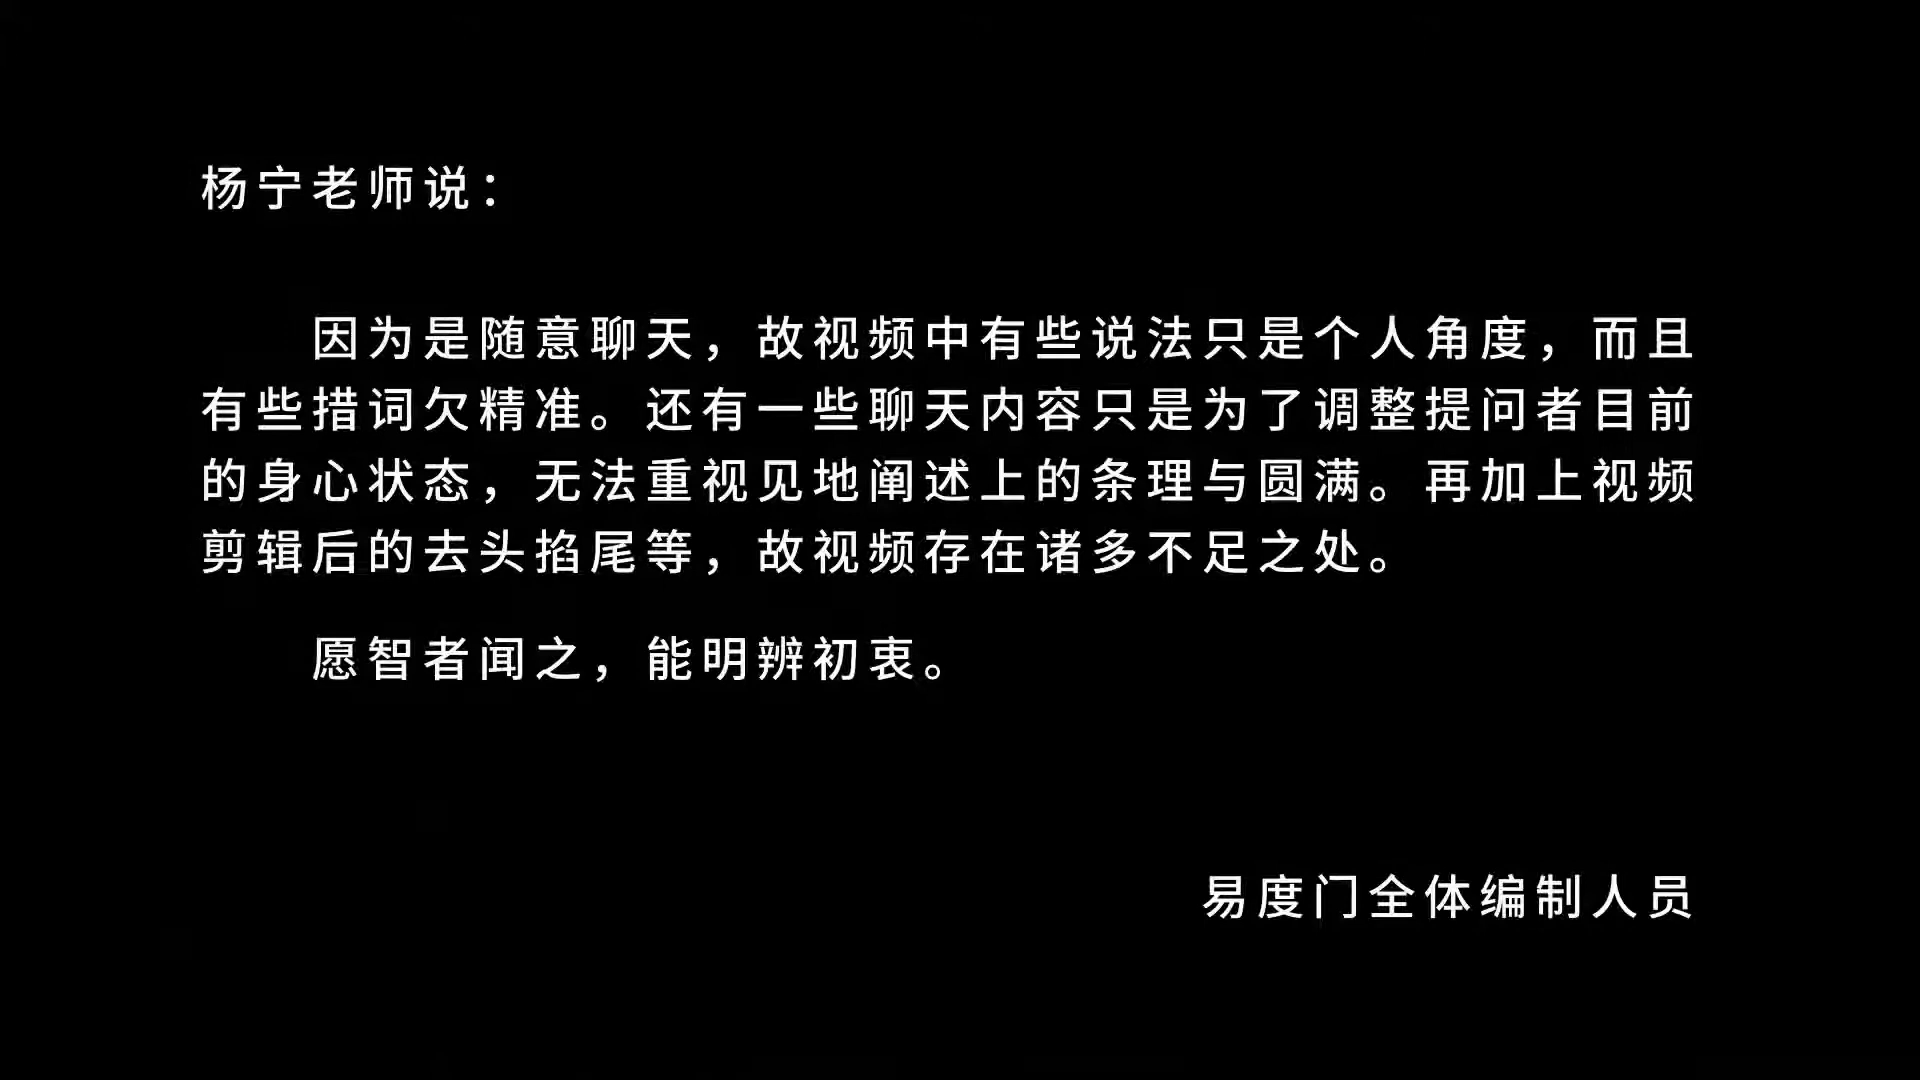 杨宁老师说：
因为是随意聊天，故视频中有些说法只是个人角度，而且
有些措词欠精准。还有一些聊天内容只是为了调整提问者目前
的身心状态，无法重视见地阐述上的条理与圆满。再加上视频
剪辑后的去头掐尾等，故视频存在诸多不足之处。
愿智者闻之，能明辨初衷。
易度门全体编制人员